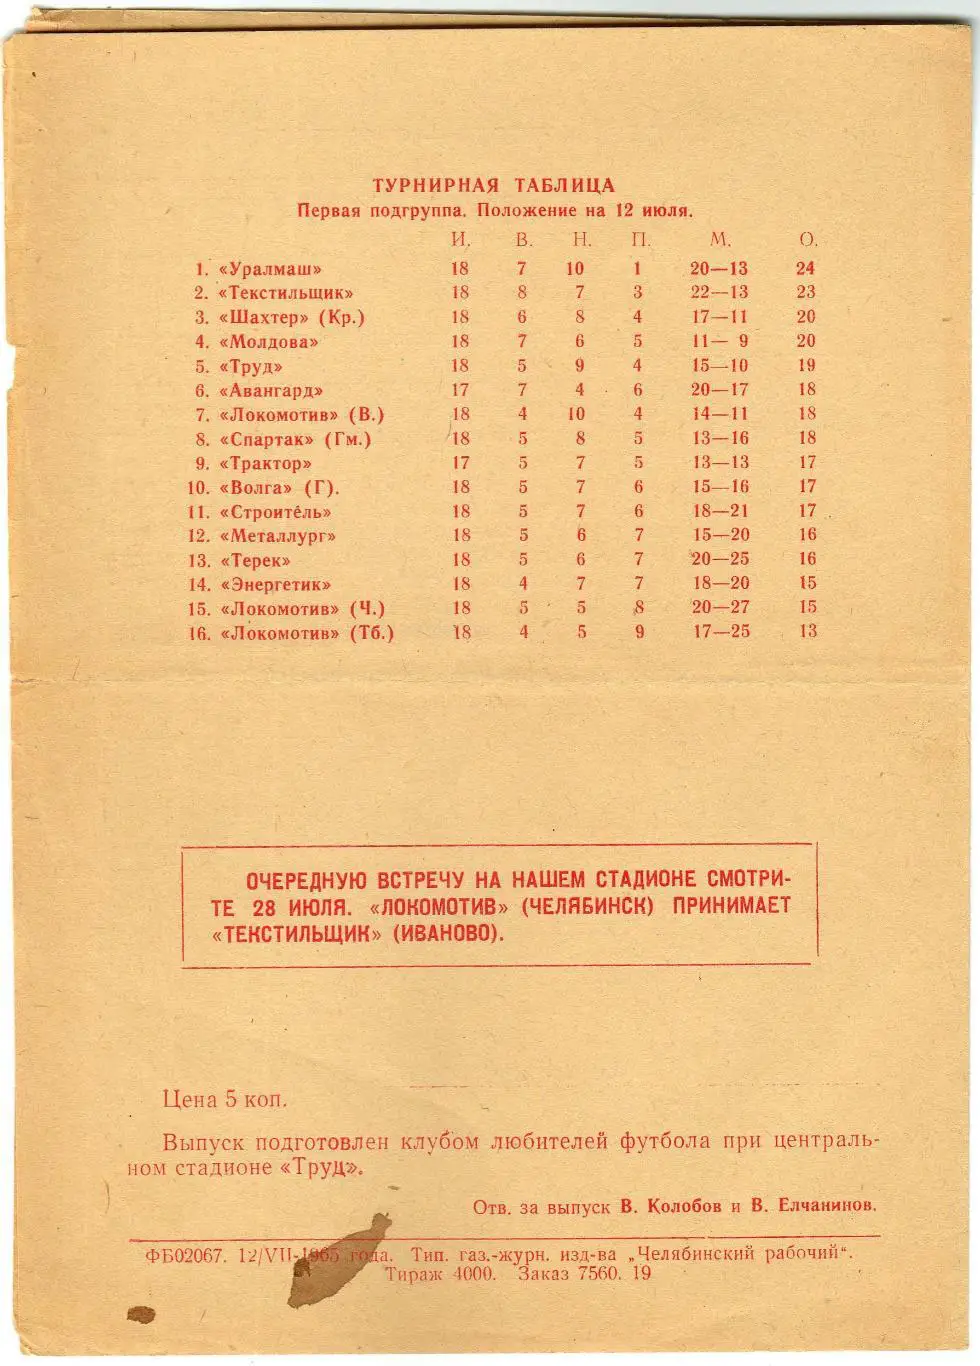 ТУРНИРНАЯ ТАБЛИЦА
Первая подгруппа. Положение на 12 июля.
И. В. Н. П. М. О.
1. «Уралмаш» 18 7 10 1 20—13 24
2. «Текстильщик» 18 8 7 3 22—13 23
3. «Шахтер» (Кр.) 18 6 8 4 17—11 20
4. «Молдова» 18 7 6 5 11— 9 20
5. «Труд» 18 5 9 4 15—10 19
6. «Авангард» 17 7 4 6 20—17 18
7. «Локомотив» (В.) 18 4 10 4 14—11 18
8. «Спартак» (Гм.) 18 5 8 5 13—16 18
9. «Трактор» 17 5 7 5 13—13 17
10. «Волга» (Г). 18 5 7 6 15—16 17
11. «Строитель» 18 5 7 6 18—21 17
12. «Металлург» 18 5 6 7 15—20 16
13. «Терек» 18 5 6 7 20—25 16
14. «Энергетик» 18 4 7 7 18—20 15
15. «Локомотив» (Ч.) 18 5 5 8 20—27 15
16. «Локомотив» (Тб.) 18 4 5 9 17—25 13
ОЧЕРЕДНУЮ ВСТРЕЧУ НА НАШЕМ СТАДИОНЕ СМОТРИ-
ТЕ 28 ИЮЛЯ. «ЛОКОМОТИВ» (ЧЕЛЯБИНСК) ПРИНИМАЕТ
«ТЕКСТИЛЬЩИК» (ИВАНОВО).
Цена 5 коп.
Выпуск подготовлен клубом любителей футбола при централь-
ном стадионе «Труд».
Отв. за выпуск В. Колобов и В. Елчанинов.
ФБ02067. 12/VII-1965 года. Тип. газ.-журн. изд-ва „Челябинский рабочий“.
Тираж 4000. Заказ 7560. 19